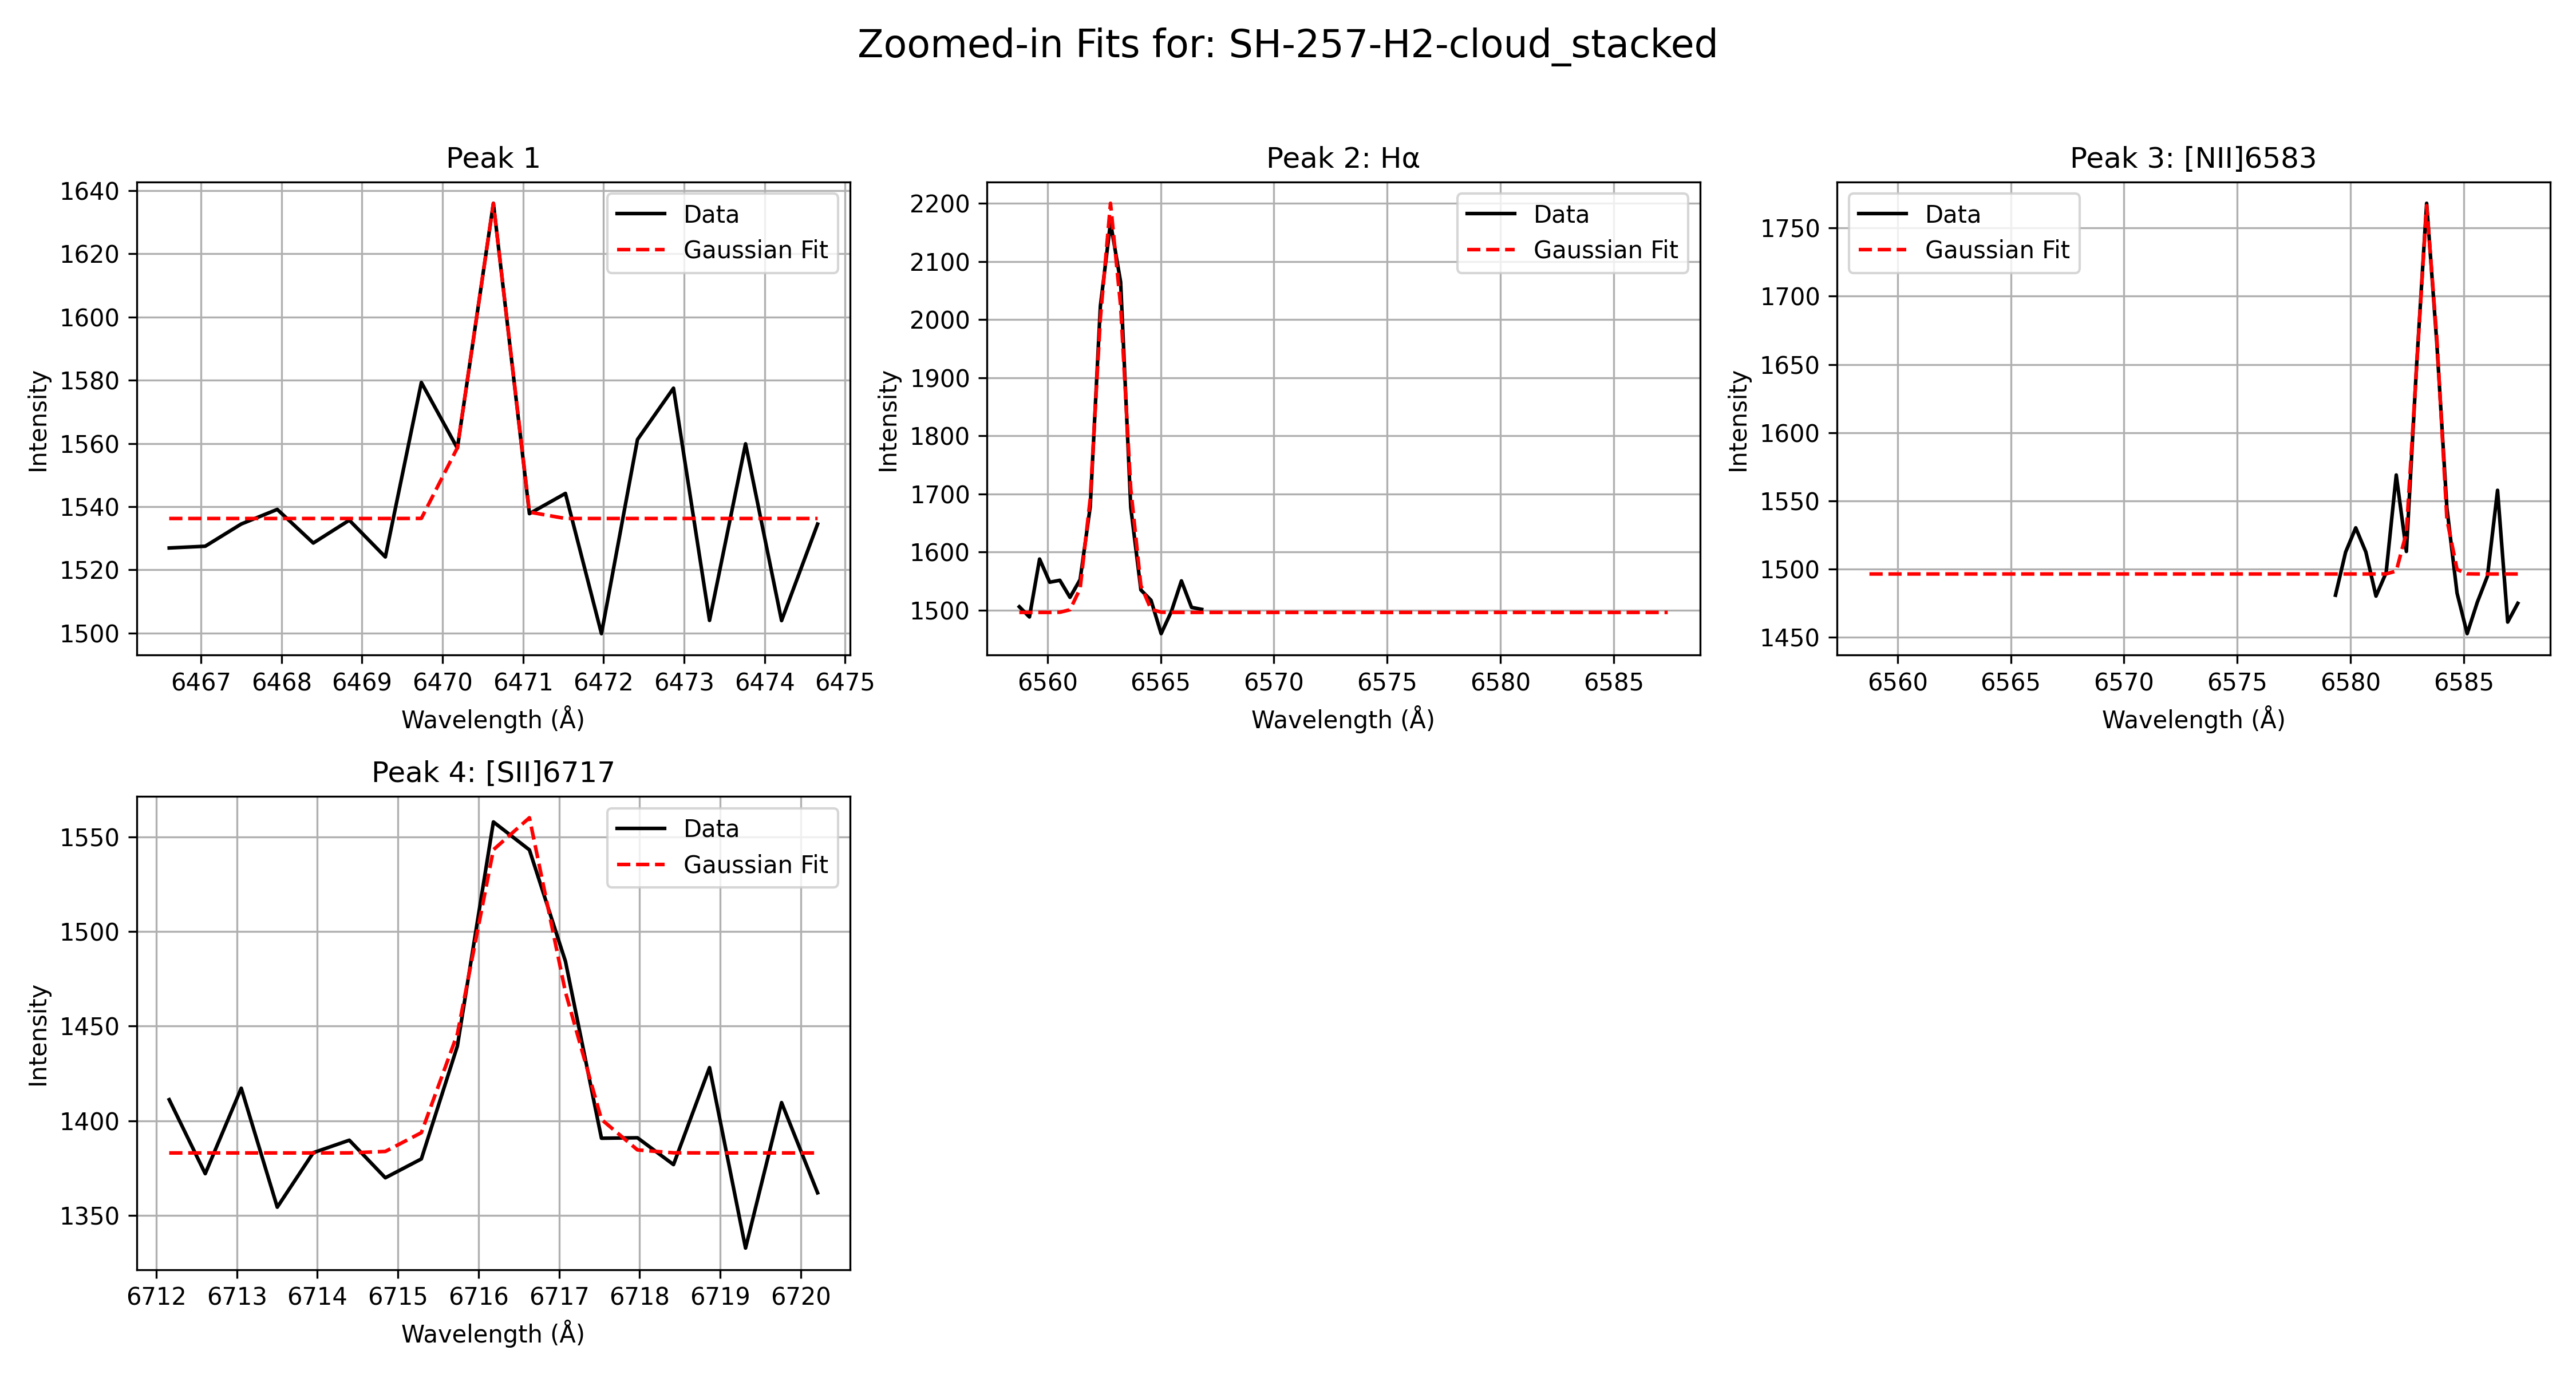 Zoomed-in Fits for: SH-257-H2-cloud_stacked
Peak 1
1640
1620
1600
1580
1560
1540
1520
1500
Intensity
Data
Gaussian Fit
6467 6468 6469 6470 6471 6472 6473 6474 6475
Wavelength (Å)
Peak 2: Hα
2200
2100
2000
1900
1800
1700
1600
1500
Intensity
Data
Gaussian Fit
6560 6565 6570 6575 6580 6585
Wavelength (Å)
Peak 3: [NII]6583
1750
1700
1650
1600
1550
1500
1450
Intensity
Data
Gaussian Fit
6560 6565 6570 6575 6580 6585
Wavelength (Å)
Peak 4: [SII]6717
1550
1500
1450
1400
1350
Intensity
Data
Gaussian Fit
6712 6713 6714 6715 6716 6717 6718 6719 6720
Wavelength (Å)